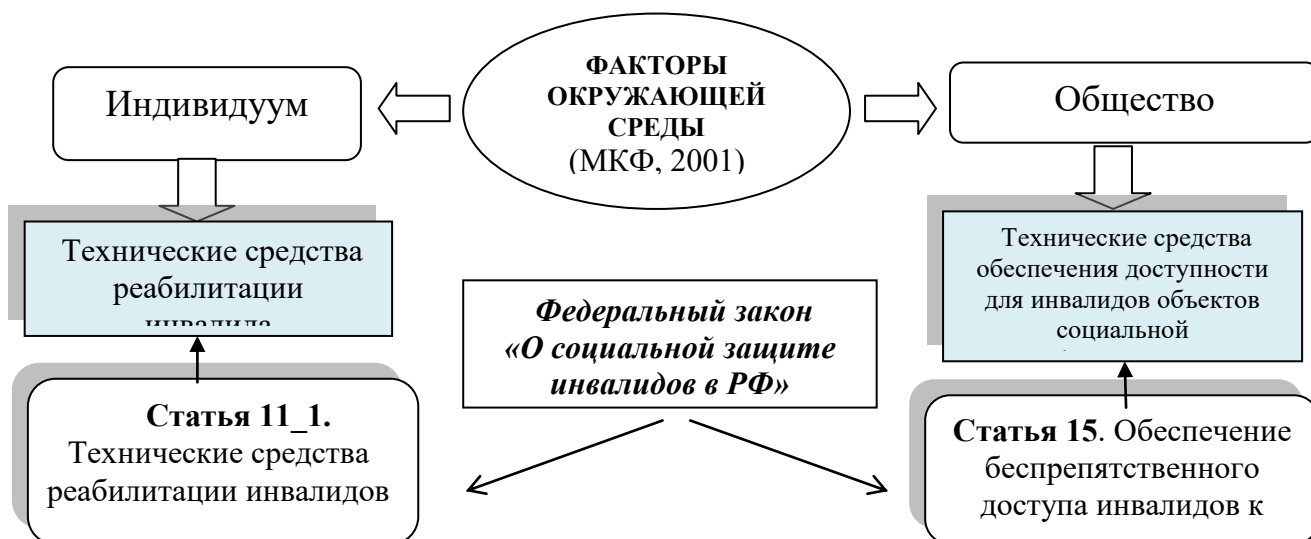 ФАКТОРЫ
ОКРУЖАЮЩЕЙ
СРЕДЫ
(МКФ, 2001)
Индивидуум
Общество
Технические средства
реабилитации
инвалида
Технические средства
обеспечения доступности
для инвалидов объектов
социальной
Федеральный закон
«О социальной защите
инвалидов в РФ»
Статья 11_1.
Технические средства
реабилитации инвалидов
Статья 15. Обеспечение
беспрепятственного
доступа инвалидов к